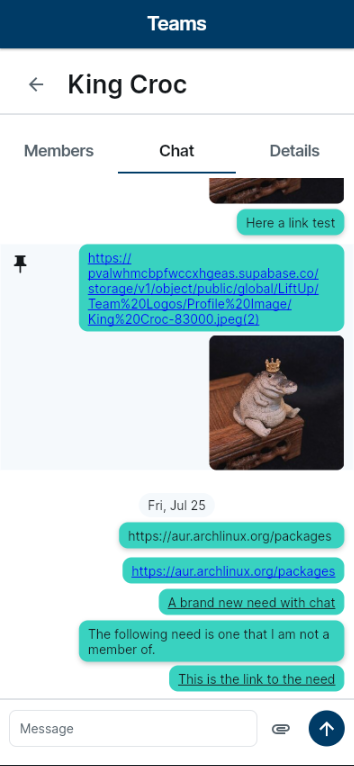 Teams
King Croc
Members
Chat
Details
Here a link test
https://
pvalwhmcbpfwccxhgeas.supabase.co/
storage/v1/object/public/global/LiftUp/
Team%20Logos/Profile%20Image/
King%20Croc-83000.jpeg(2)
Fri, Jul 25
https://aur.archlinux.org/packages
https://aur.archlinux.org/packages
A brand new need with chat
The following need is one that I am not a
member of.
This is the link to the need
Message